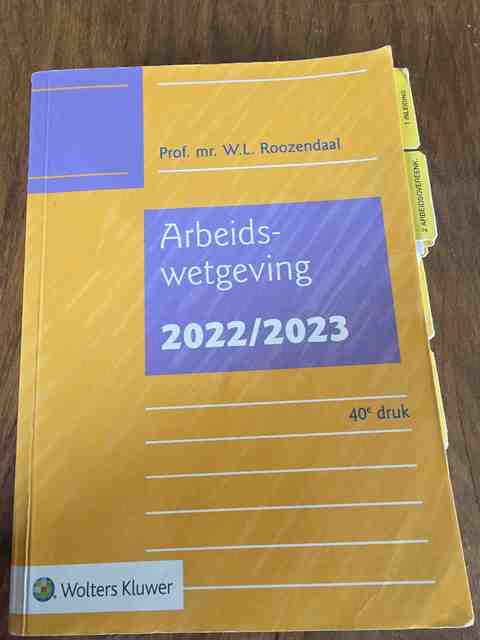 Prof. mr. W.L. Roozendaal
Arbeids-
wetgeving
2022/2023
40e druk
Wolters Kluwer
1 INLEIDING
2 ARBEIDSOVEREENK.